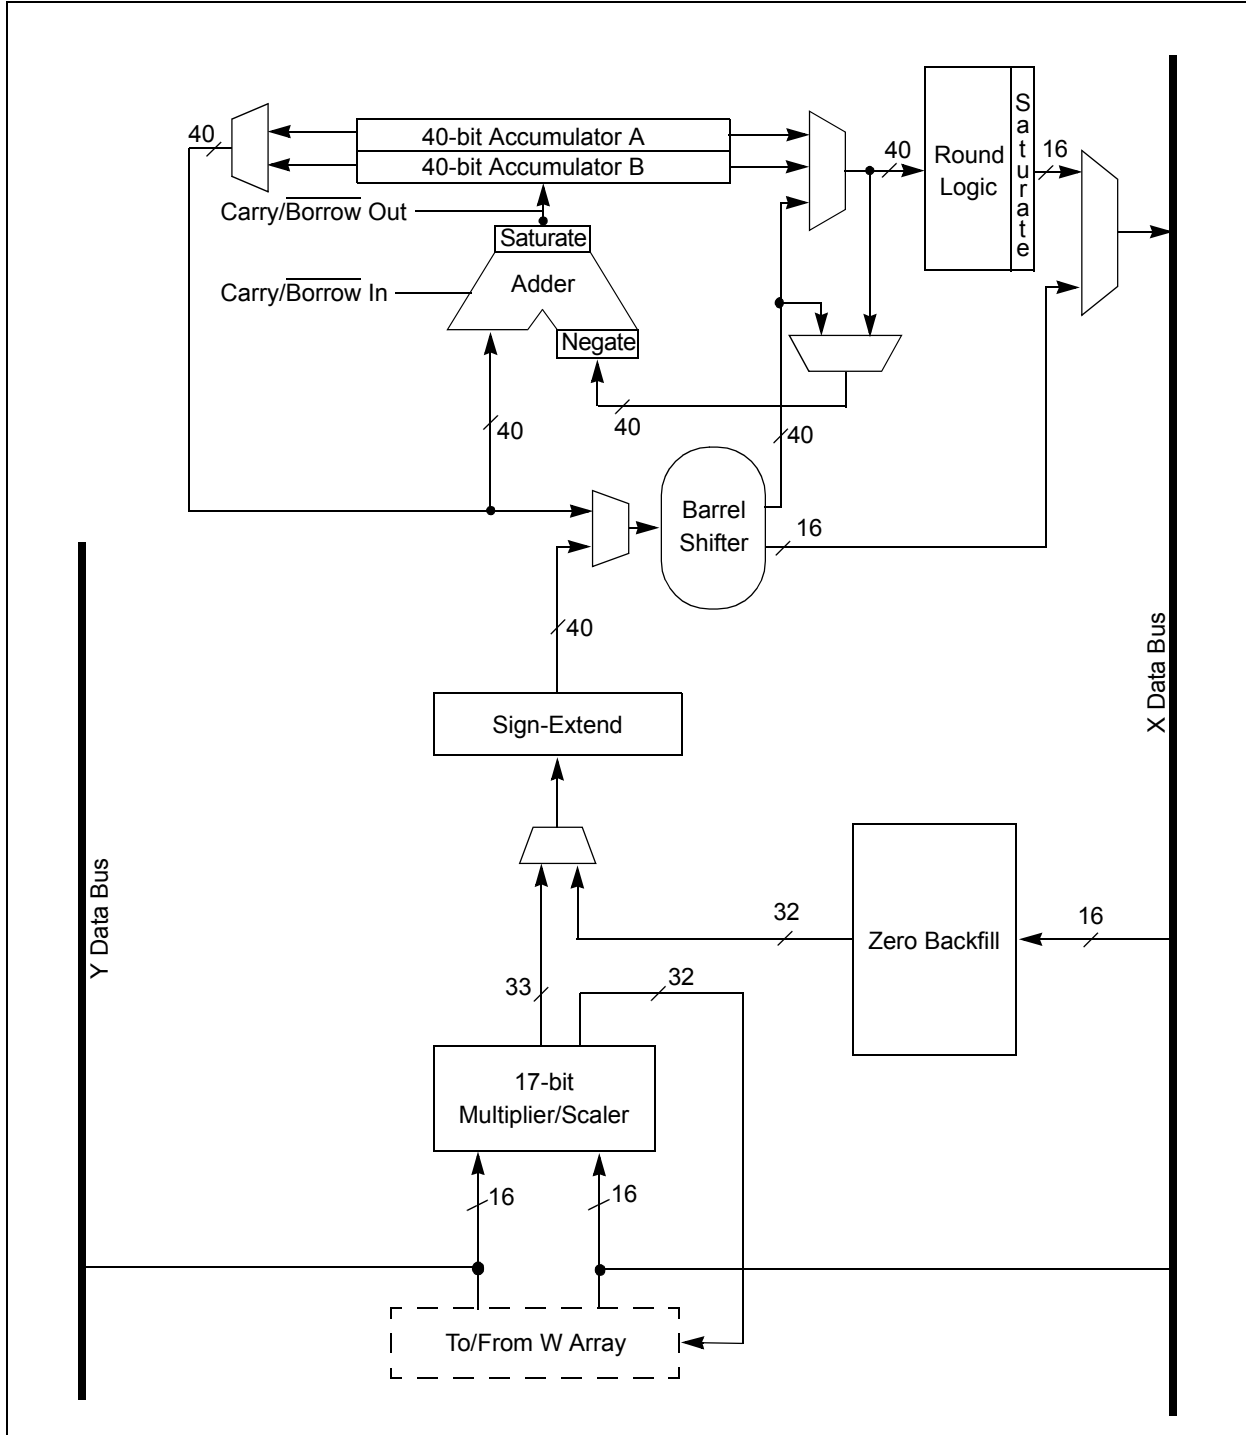 40
40-bit Accumulator A
40-bit Accumulator B
Carry/Borrow Out
Saturate
Carry/Borrow In
Adder
Negate
40
Round
Logic
Saturate
16
40
40
40
Barrel
Shifter
16
40
Sign-Extend
X Data Bus
Y Data Bus
32
Zero Backfill
16
33
32
17-bit
Multiplier/Scaler
16
16
To/From W Array